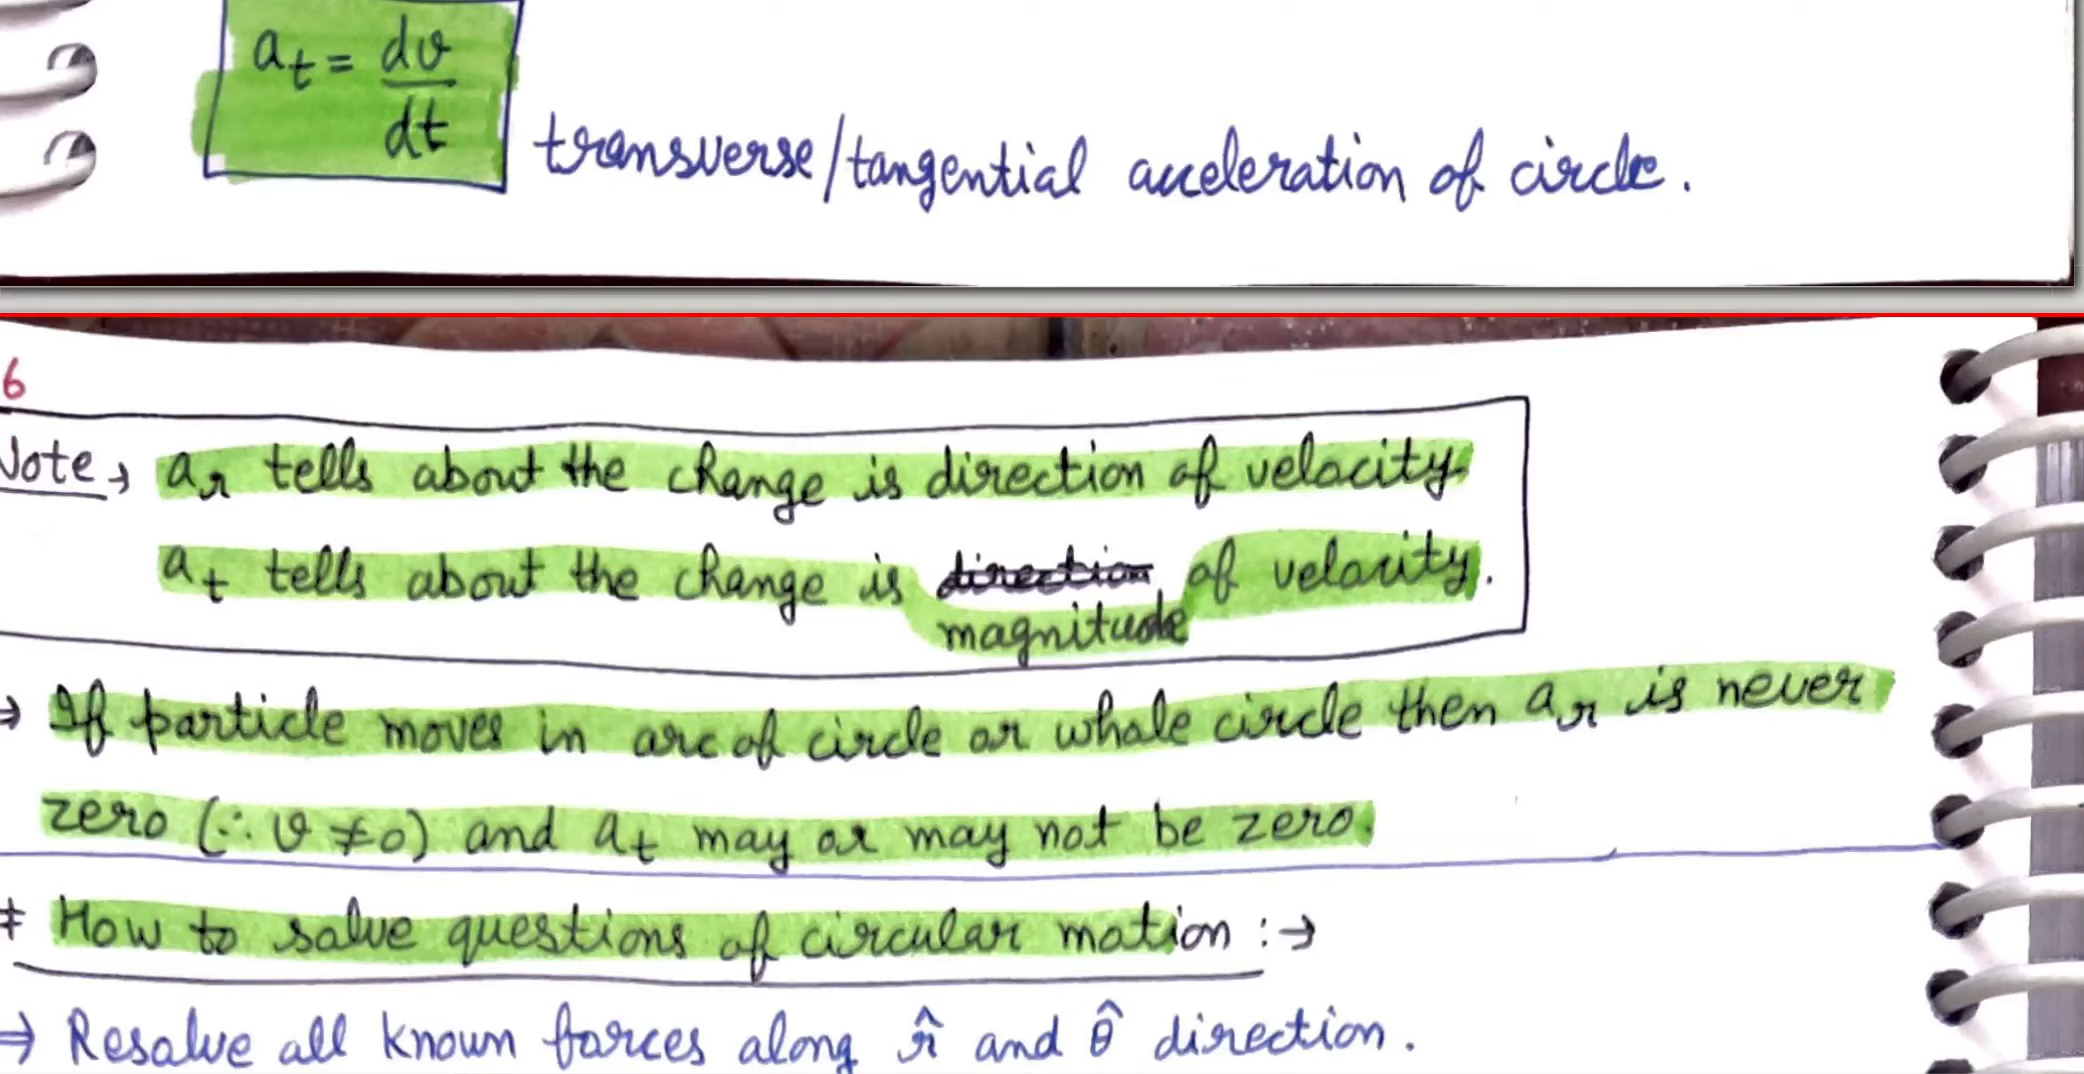 a_t = dv/dt transverse/tangential acceleration of circle.
6
Note → a_r tells about the change is direction of velocity.
a_t tells about the change is ~~direction~~ of velocity.
magnitude
⇒ If particle moves in arc of circle or whole circle then a_r is never
zero (∵ v ≠ 0) and a_t may or may not be zero.
‡ How to solve questions of circular motion :→
⇒ Resolve all known forces along r̂ and θ̂ direction.